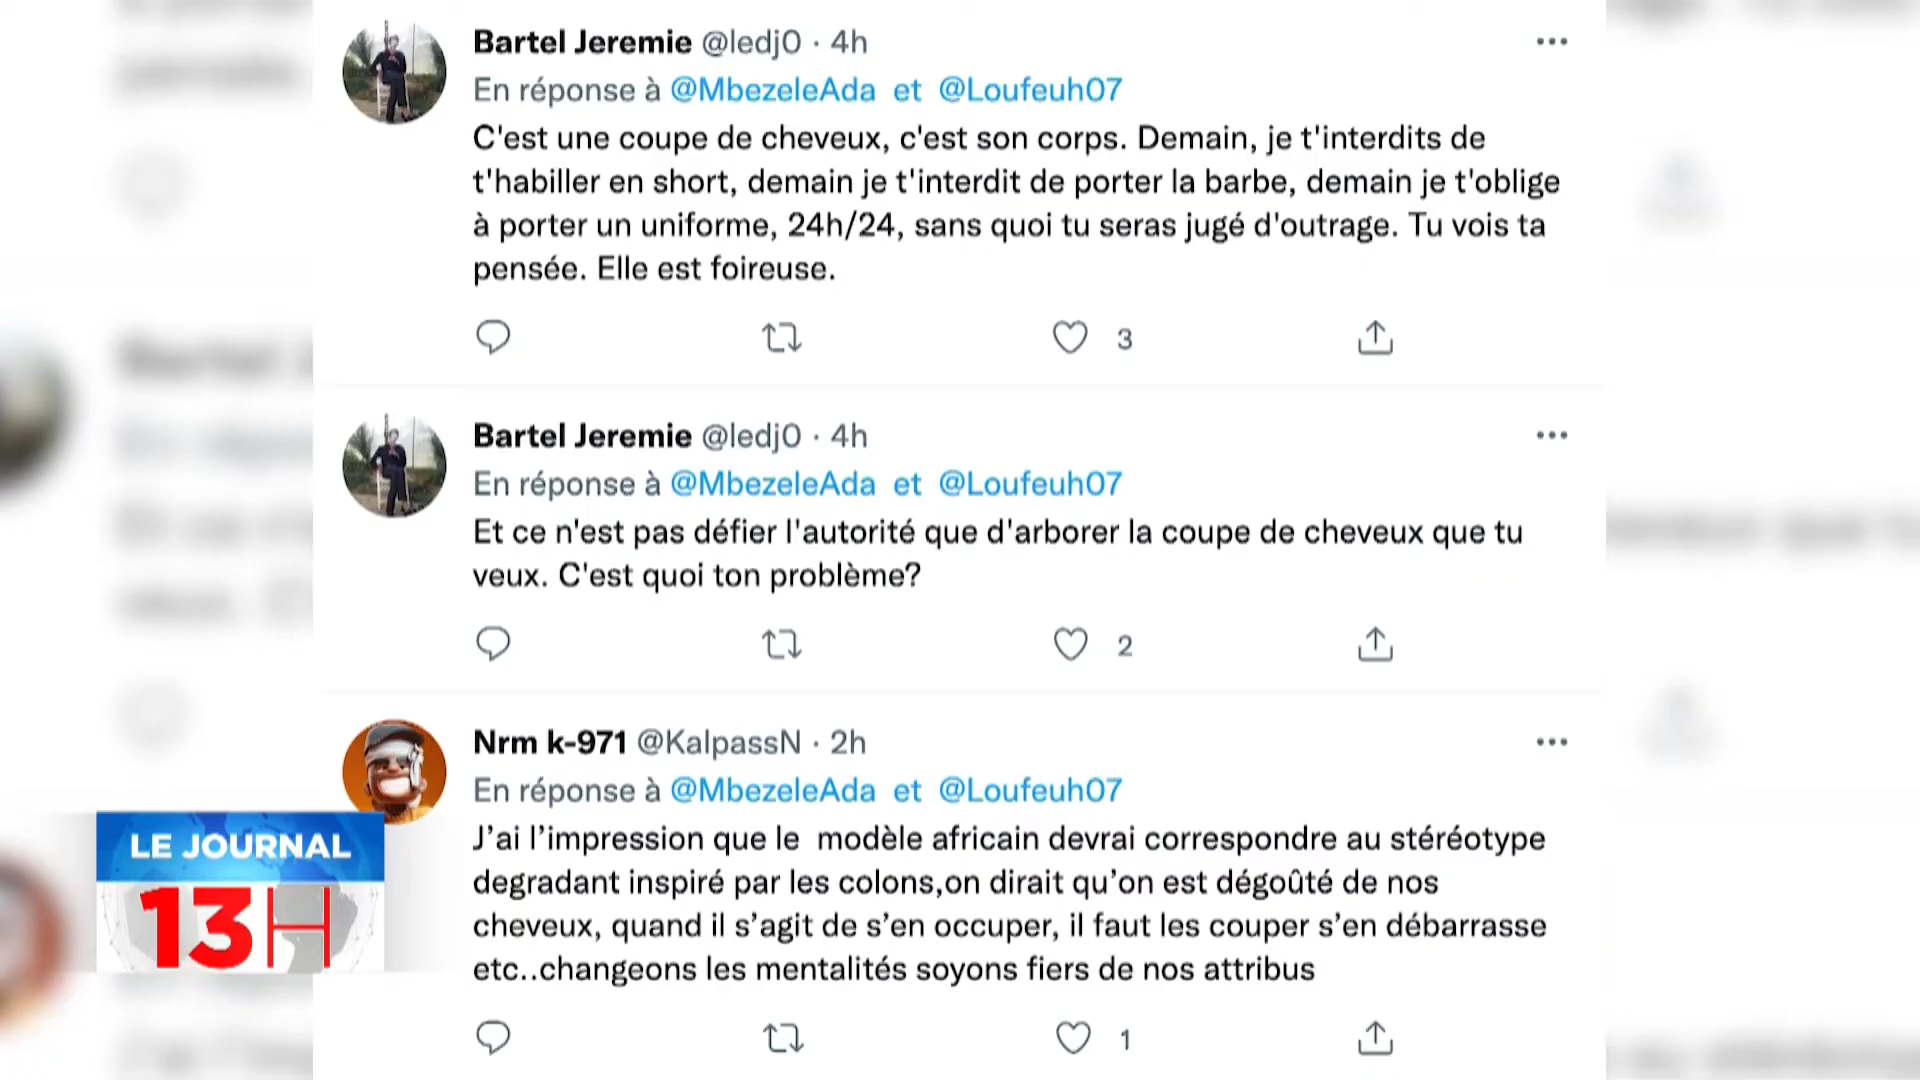 Bartel Jeremie @ledj0 · 4h
En réponse à @MbezeleAda et @Loufeuh07
C'est une coupe de cheveux, c'est son corps. Demain, je t'interdits de
t'habiller en short, demain je t'interdit de porter la barbe, demain je t'oblige
à porter un uniforme, 24h/24, sans quoi tu seras jugé d'outrage. Tu vois ta
pensée. Elle est foireuse.
3
Bartel Jeremie @ledj0 · 4h
En réponse à @MbezeleAda et @Loufeuh07
Et ce n'est pas défier l'autorité que d'arborer la coupe de cheveux que tu
veux. C'est quoi ton problème?
2
Nrm k-971 @KalpassN · 2h
En réponse à @MbezeleAda et @Loufeuh07
J’ai l’impression que le  modèle africain devrai correspondre au stéréotype
degradant inspiré par les colons,on dirait qu’on est dégoûté de nos
cheveux, quand il s’agit de s’en occuper, il faut les couper s’en débarrasse
etc..changeons les mentalités soyons fiers de nos attribus
1
LE JOURNAL
13H